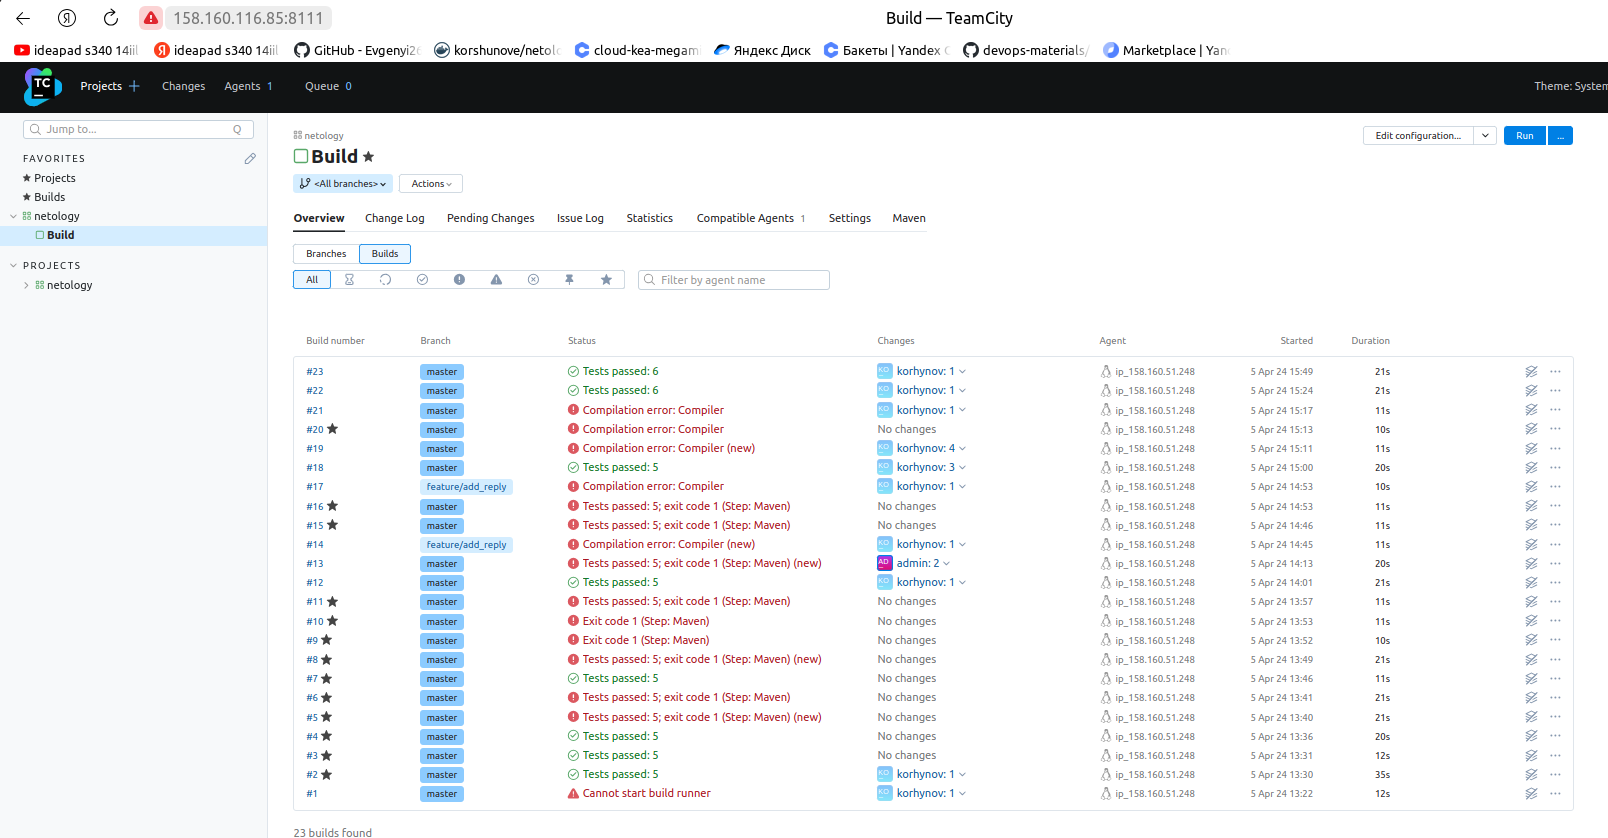 158.160.116.85:8111
Build — TeamCity
ideapad s340 14iil
ideapad s340 14iil
GitHub - Evgenyi26
korshunove/netolo
cloud-kea-megamo
Яндекс Диск
Бакеты | Yandex C
devops-materials/
Marketplace | Yan
TC
Projects
Changes
Agents 1
Queue 0
Theme: System
Jump to... Q
FAVORITES
Projects
Builds
netology
Build
PROJECTS
netology
netology
Build
Edit configuration...
Run
...
<All branches>
Actions
Overview Change Log Pending Changes Issue Log Statistics Compatible Agents 1 Settings Maven
Branches Builds
All
Filter by agent name
Build number Branch Status Changes Agent Started Duration
#23 master Tests passed: 6 KO korhynov: 1 ip_158.160.51.248 5 Apr 24 15:49 21s
#22 master Tests passed: 6 KO korhynov: 1 ip_158.160.51.248 5 Apr 24 15:24 21s
#21 master Compilation error: Compiler KO korhynov: 1 ip_158.160.51.248 5 Apr 24 15:17 11s
#20 master Compilation error: Compiler No changes ip_158.160.51.248 5 Apr 24 15:13 10s
#19 master Compilation error: Compiler (new) KO korhynov: 4 ip_158.160.51.248 5 Apr 24 15:11 11s
#18 master Tests passed: 5 KO korhynov: 3 ip_158.160.51.248 5 Apr 24 15:00 20s
#17 feature/add_reply Compilation error: Compiler KO korhynov: 1 ip_158.160.51.248 5 Apr 24 14:53 10s
#16 master Tests passed: 5; exit code 1 (Step: Maven) No changes ip_158.160.51.248 5 Apr 24 14:53 11s
#15 master Tests passed: 5; exit code 1 (Step: Maven) No changes ip_158.160.51.248 5 Apr 24 14:46 11s
#14 feature/add_reply Compilation error: Compiler (new) KO korhynov: 1 ip_158.160.51.248 5 Apr 24 14:45 11s
#13 master Tests passed: 5; exit code 1 (Step: Maven) (new) AD admin: 2 ip_158.160.51.248 5 Apr 24 14:13 20s
#12 master Tests passed: 5 KO korhynov: 1 ip_158.160.51.248 5 Apr 24 14:01 21s
#11 master Tests passed: 5; exit code 1 (Step: Maven) No changes ip_158.160.51.248 5 Apr 24 13:57 11s
#10 master Exit code 1 (Step: Maven) No changes ip_158.160.51.248 5 Apr 24 13:53 11s
#9 master Exit code 1 (Step: Maven) No changes ip_158.160.51.248 5 Apr 24 13:52 10s
#8 master Tests passed: 5; exit code 1 (Step: Maven) (new) No changes ip_158.160.51.248 5 Apr 24 13:49 21s
#7 master Tests passed: 5 No changes ip_158.160.51.248 5 Apr 24 13:46 11s
#6 master Tests passed: 5; exit code 1 (Step: Maven) No changes ip_158.160.51.248 5 Apr 24 13:41 21s
#5 master Tests passed: 5; exit code 1 (Step: Maven) (new) No changes ip_158.160.51.248 5 Apr 24 13:40 21s
#4 master Tests passed: 5 No changes ip_158.160.51.248 5 Apr 24 13:36 20s
#3 master Tests passed: 5 No changes ip_158.160.51.248 5 Apr 24 13:31 12s
#2 master Tests passed: 5 KO korhynov: 1 ip_158.160.51.248 5 Apr 24 13:30 35s
#1 master Cannot start build runner KO korhynov: 1 ip_158.160.51.248 5 Apr 24 13:22 12s
23 builds found